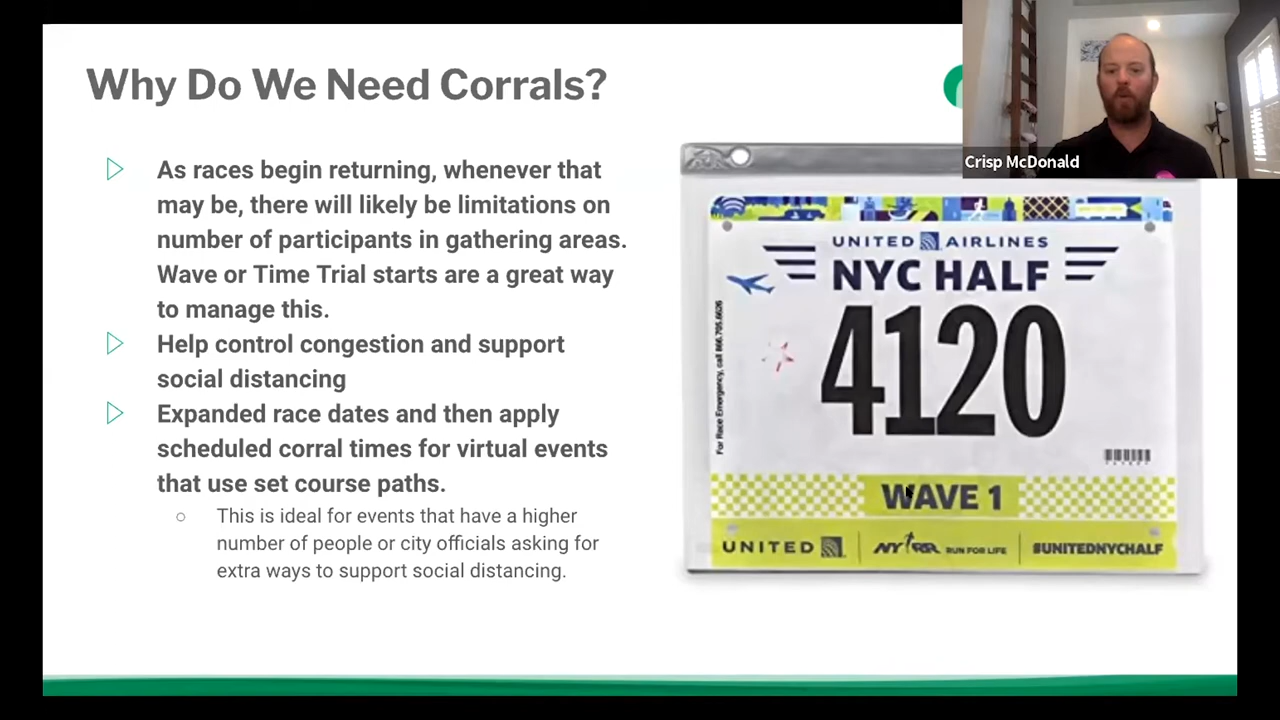 Why Do We Need Corrals?
Crisp McDonald
As races begin returning, whenever that
may be, there will likely be limitations on
number of participants in gathering areas.
Wave or Time Trial starts are a great way
to manage this.
Help control congestion and support
social distancing
Expanded race dates and then apply
scheduled corral times for virtual events
that use set course paths.
This is ideal for events that have a higher
number of people or city officials asking for
extra ways to support social distancing.
UNITED AIRLINES
NYC HALF
4120
For Race Emergency, call 866.705.6626
WAVE 1
UNITED
RUN FOR LIFE
#UNITEDNYCHALF